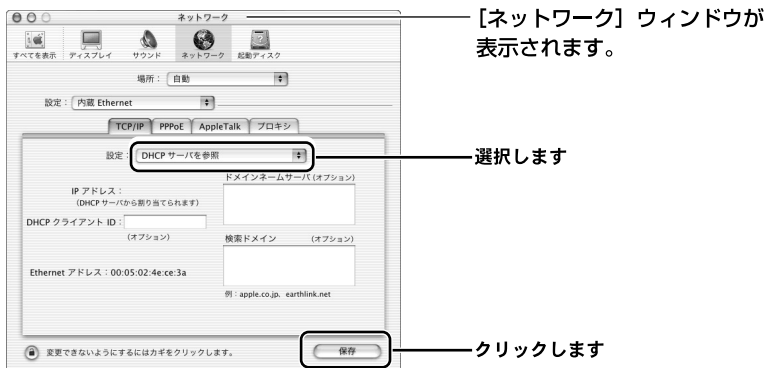 ネットワーク
[ネットワーク] ウィンドウが
表示されます。
すべてを表示 ディスプレイ サウンド ネットワーク 起動ディスク
場所： 自動
設定： 内蔵 Ethernet
TCP/IP PPPoE AppleTalk プロキシ
設定： DHCP サーバを参照
選択します
ドメインネームサーバ (オプション)
IP アドレス：
(DHCP サーバから割り当てられます)
DHCP クライアント ID：
(オプション)
検索ドメイン (オプション)
Ethernet アドレス：00:05:02:4e:ce:3a
例：apple.co.jp, earthlink.net
変更できないようにするにはカギをクリックします。
保存
クリックします